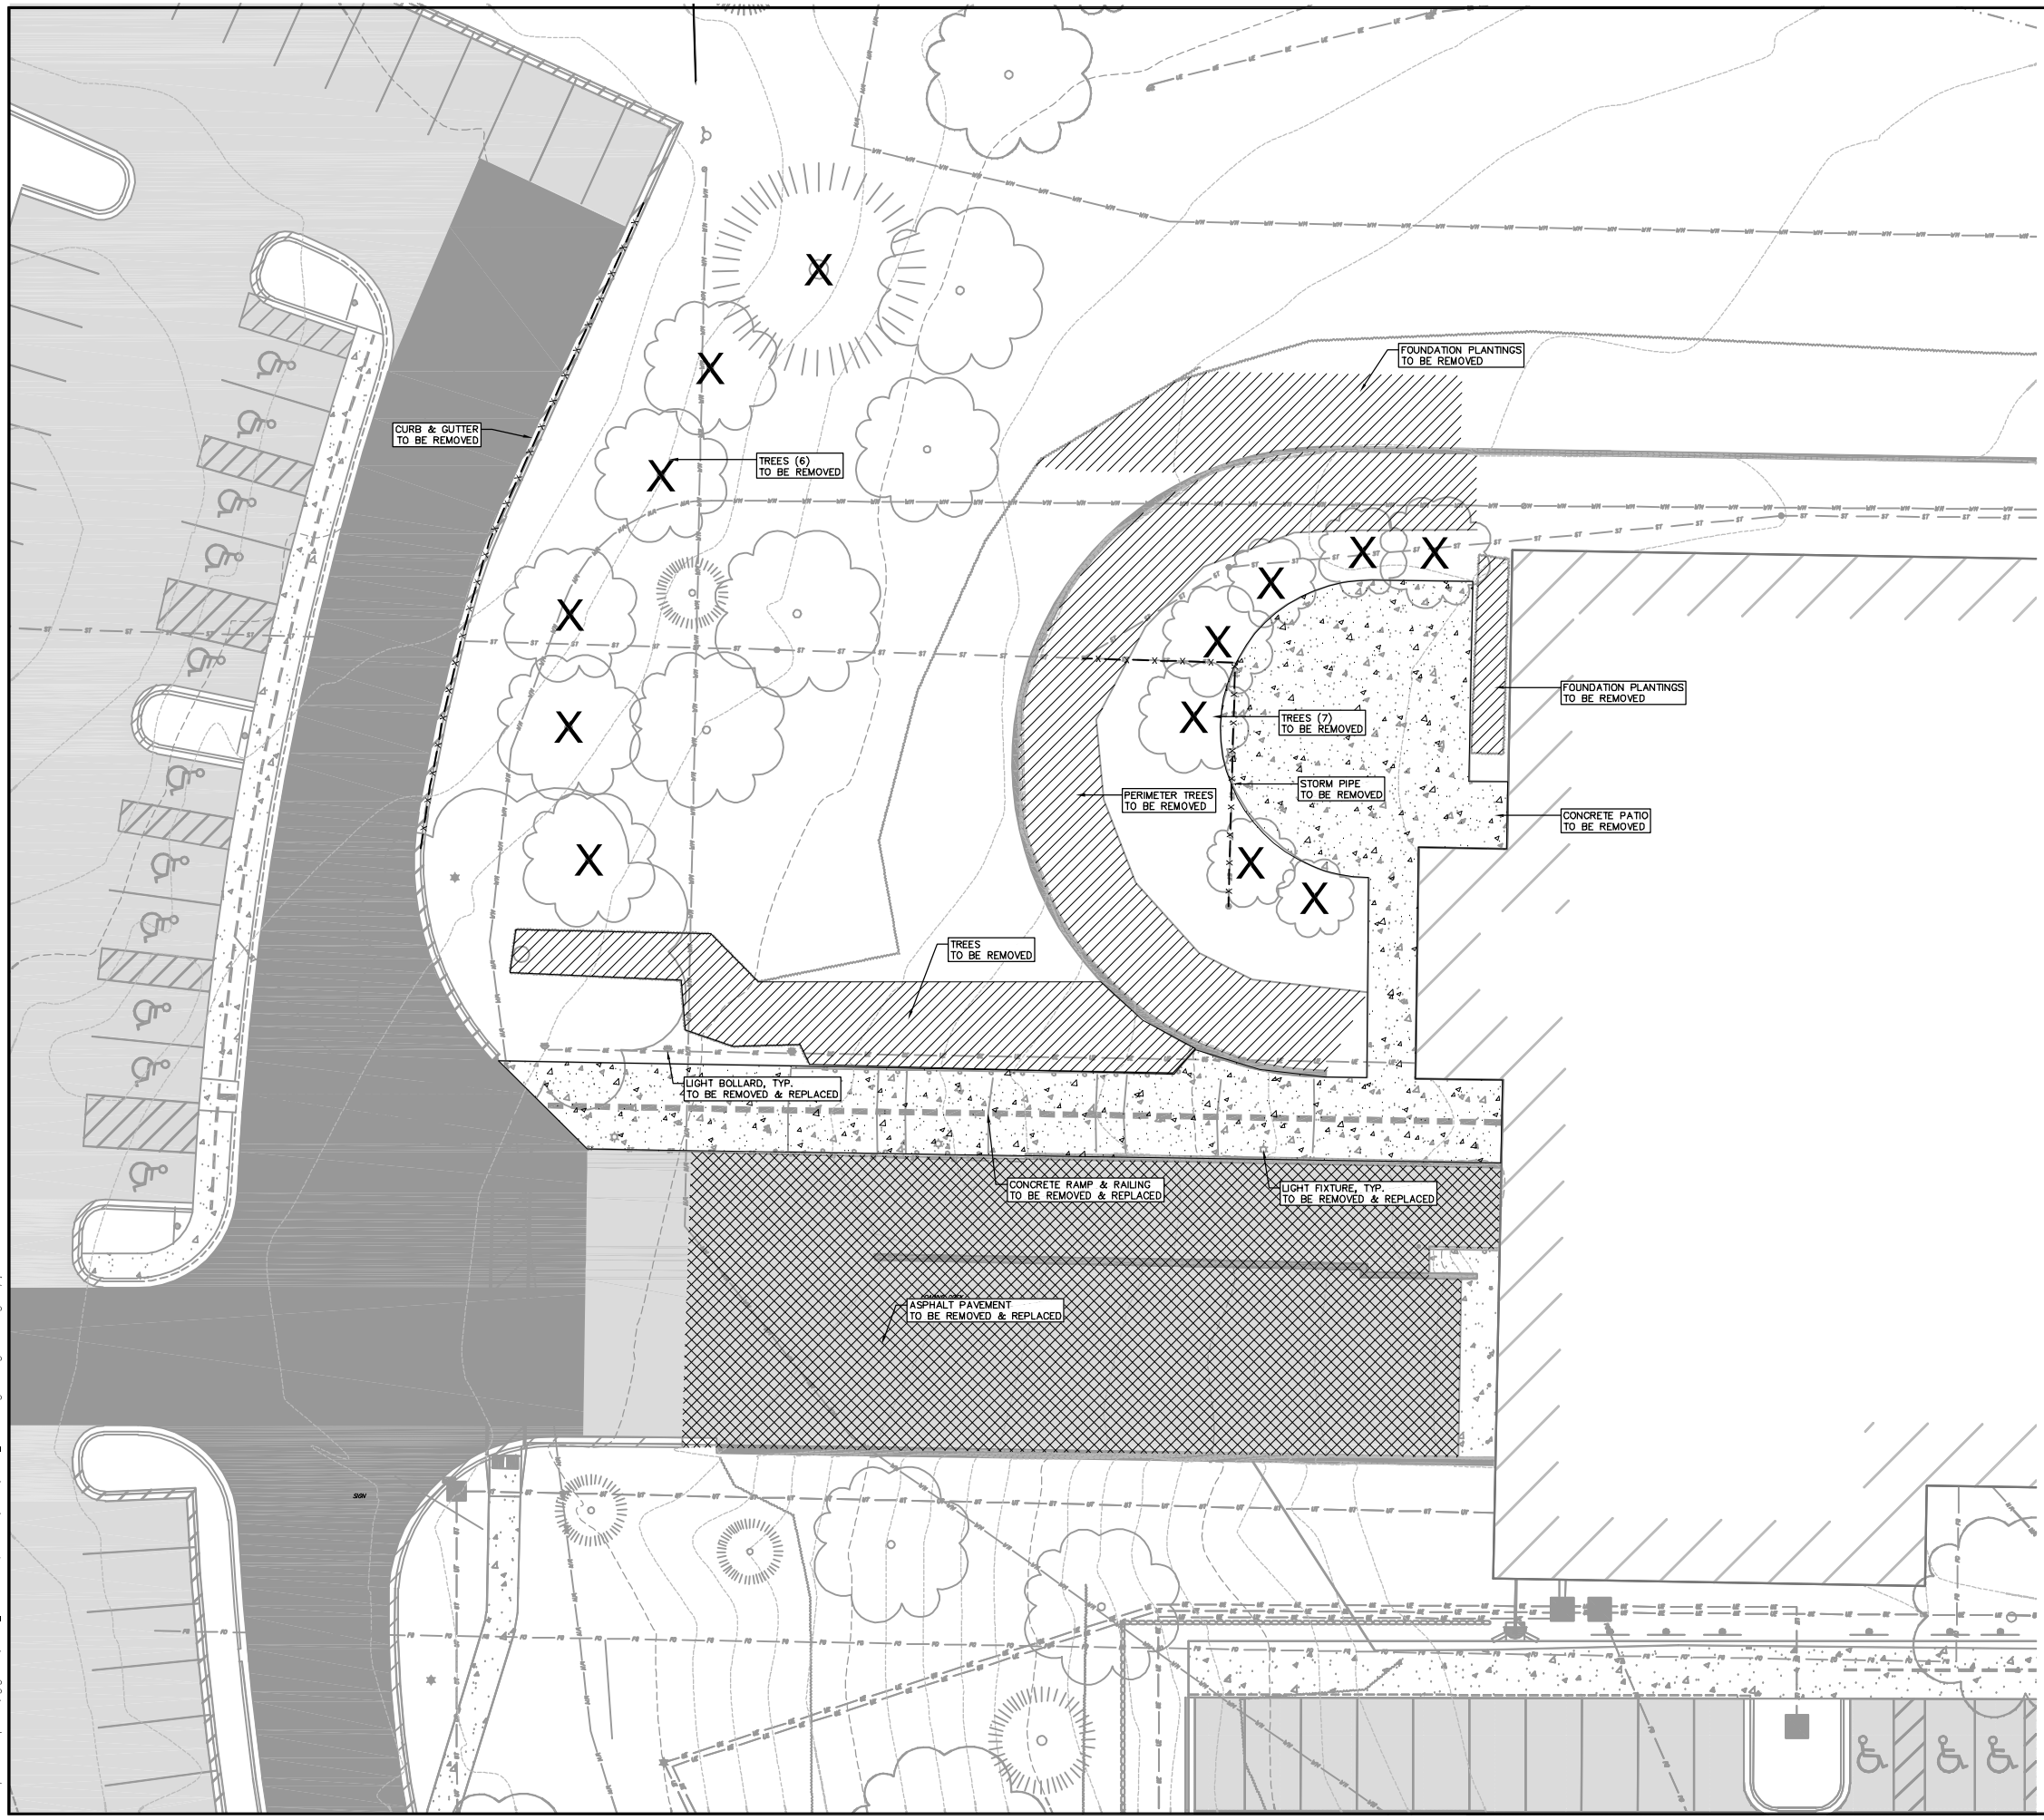 FOUNDATION PLANTINGS
TO BE REMOVED
CURB & GUTTER
TO BE REMOVED
TREES (6)
TO BE REMOVED
FOUNDATION PLANTINGS
TO BE REMOVED
TREES (7)
TO BE REMOVED
STORM PIPE
TO BE REMOVED
PERIMETER TREES
TO BE REMOVED
CONCRETE PATIO
TO BE REMOVED
TREES
TO BE REMOVED
LIGHT BOLLARD, TYP.
TO BE REMOVED & REPLACED
CONCRETE RAMP & RAILING
TO BE REMOVED & REPLACED
LIGHT FIXTURE, TYP.
TO BE REMOVED & REPLACED
ASPHALT PAVEMENT
TO BE REMOVED & REPLACED
SIGN